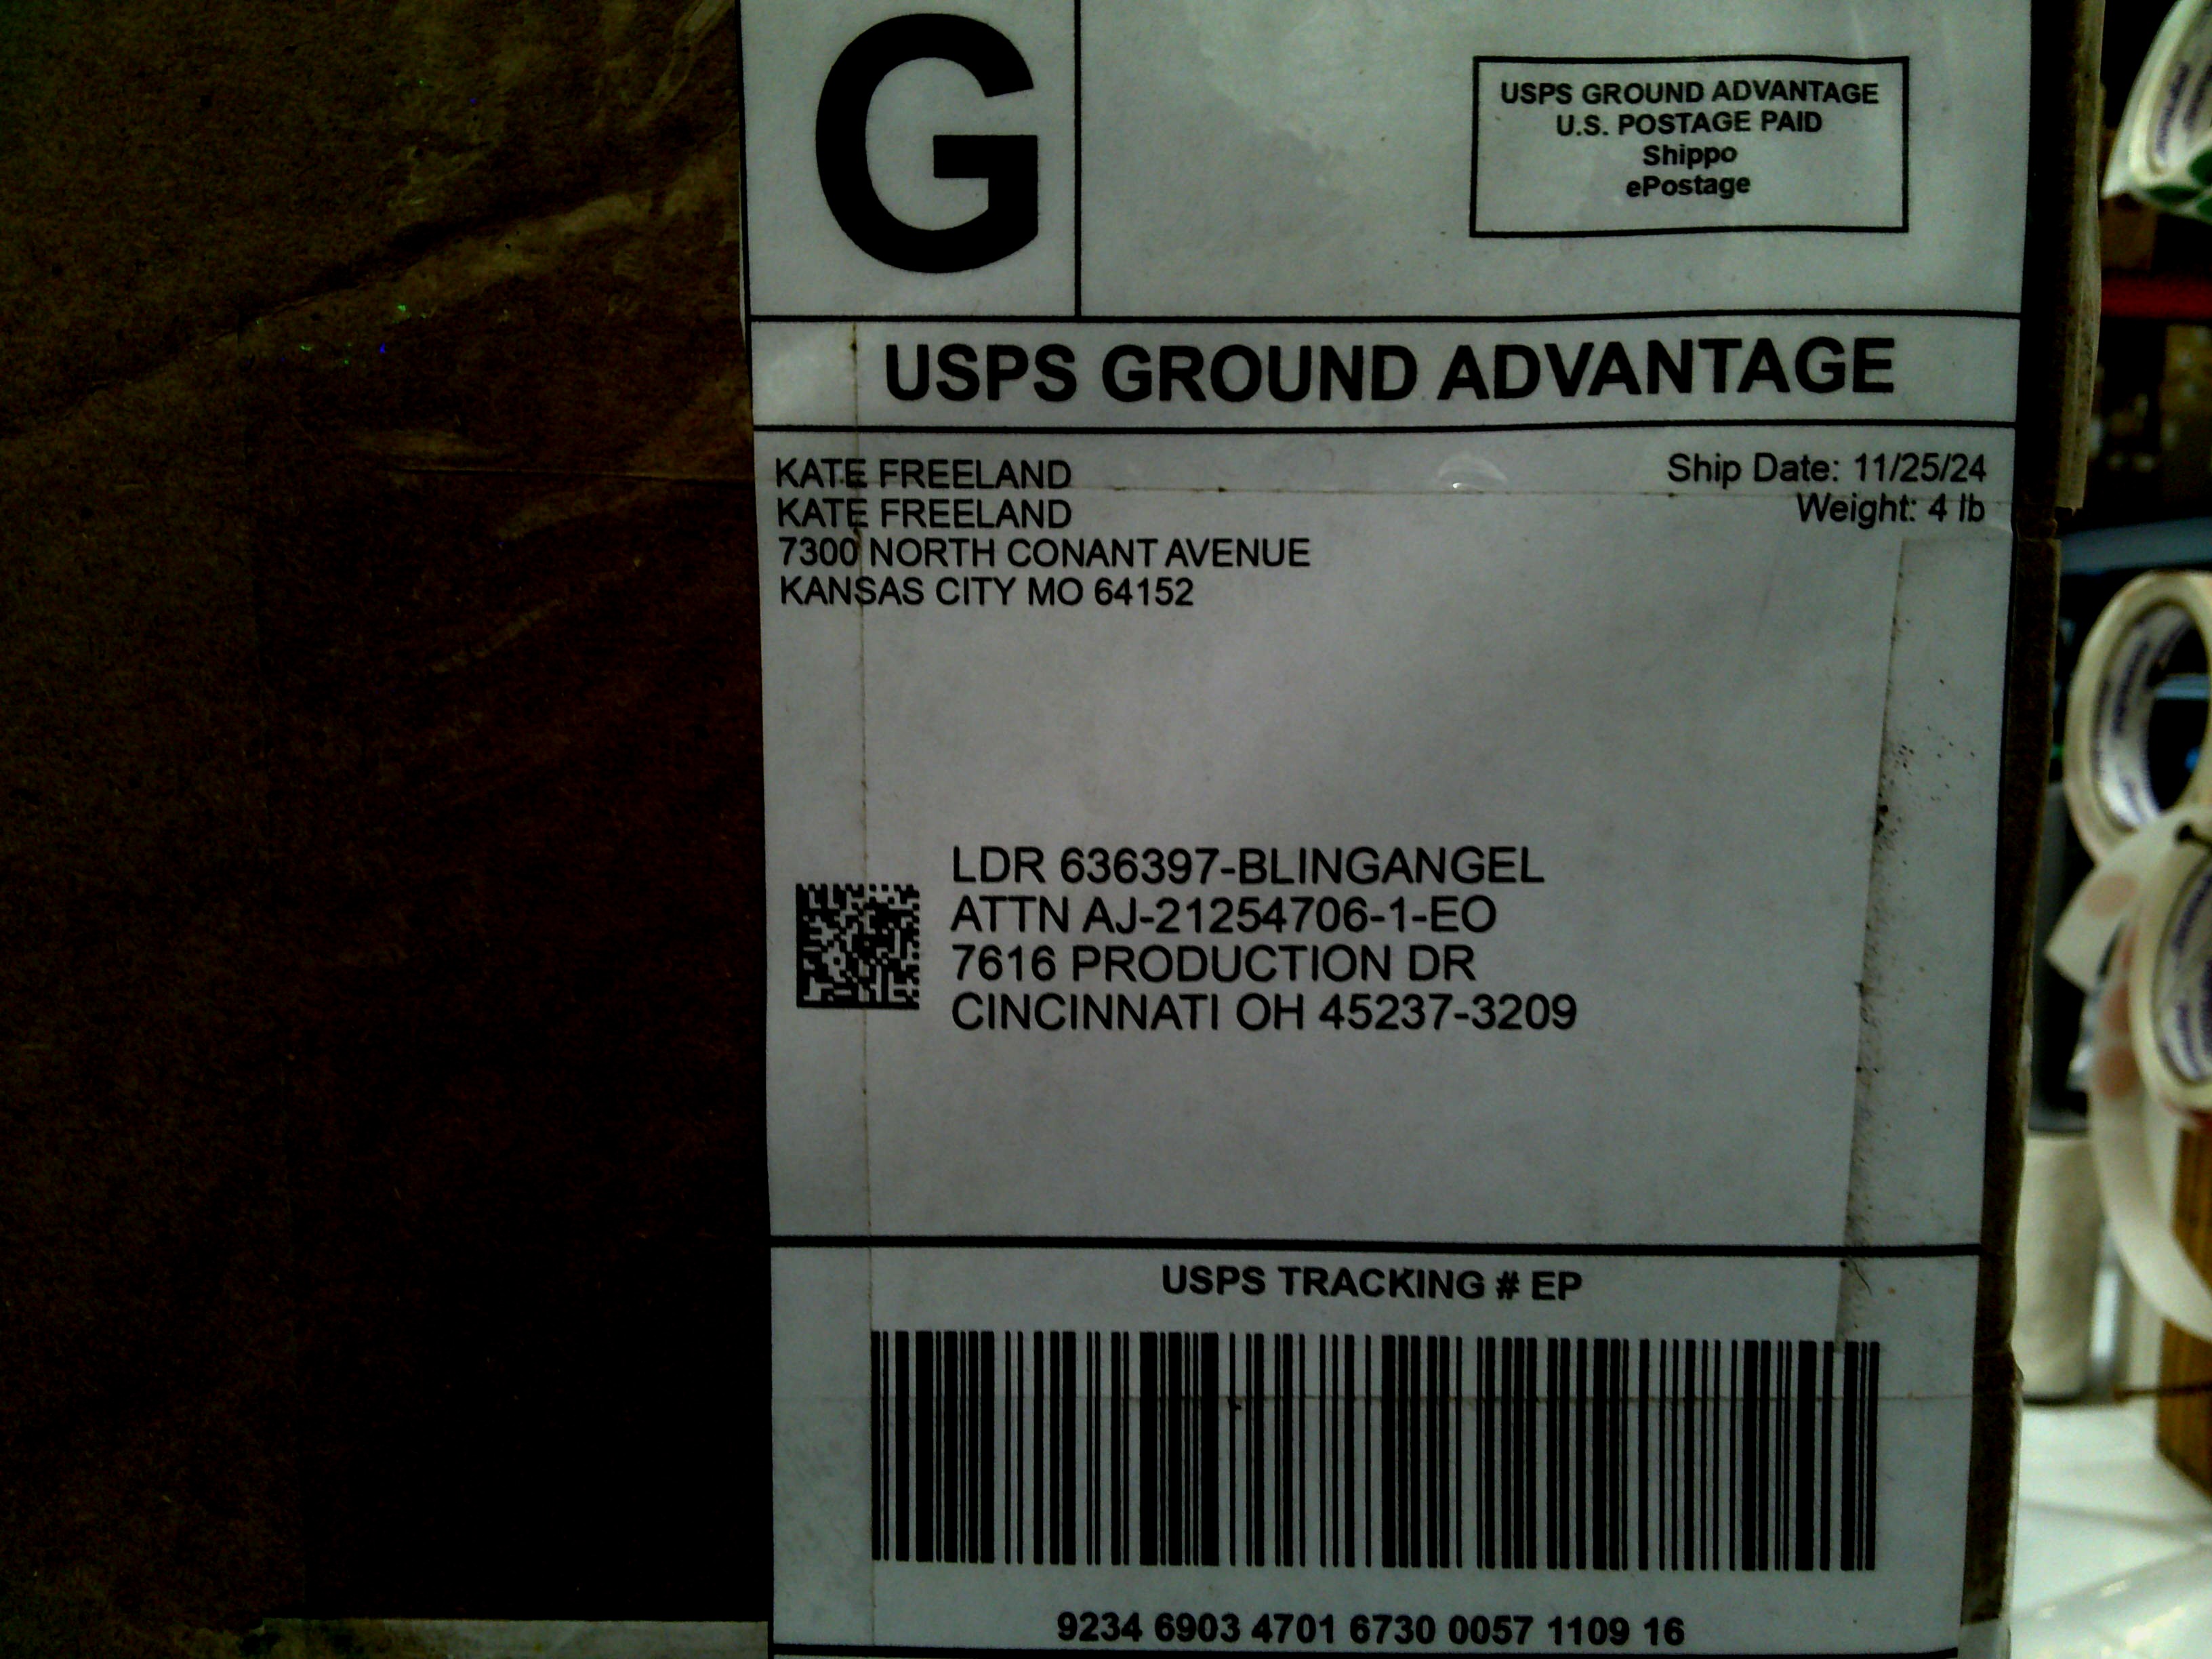 G
USPS GROUND ADVANTAGE
U.S. POSTAGE PAID
Shippo
ePostage
USPS GROUND ADVANTAGE
KATE FREELAND
KATE FREELAND
7300 NORTH CONANT AVENUE
KANSAS CITY MO 64152
Ship Date: 11/25/24
Weight: 4 lb
LDR 636397-BLINGANGEL
ATTN AJ-21254706-1-EO
7616 PRODUCTION DR
CINCINNATI OH 45237-3209
USPS TRACKING # EP
9234 6903 4701 6730 0057 1109 16